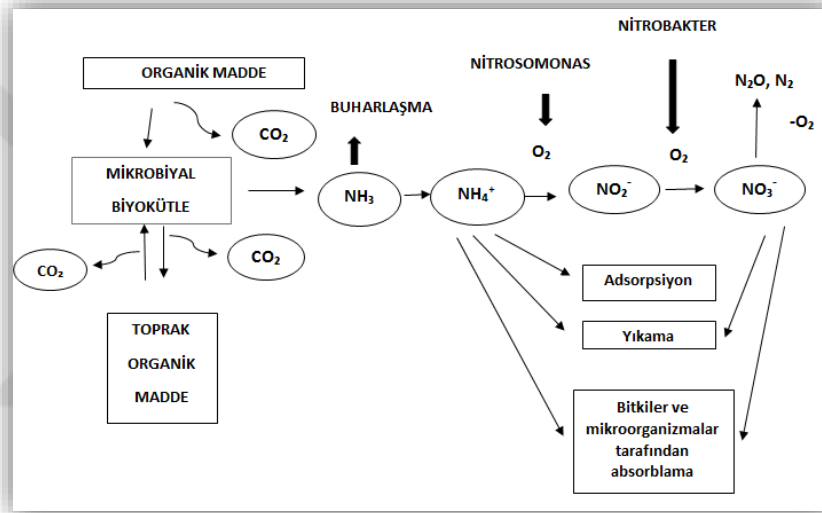 NİTROBAKTER
NİTROSOMONAS
ORGANİK MADDE
N₂O, N₂
BUHARLAŞMA
-O₂
CO₂
O₂
O₂
MİKROBİYAL
BİYOKÜTLE
NH₃
NH₄⁺
NO₂⁻
NO₃⁻
CO₂
CO₂
Adsorpsiyon
TOPRAK
ORGANİK
MADDE
Yıkama
Bitkiler ve
mikroorganizmalar
tarafından
absorblama